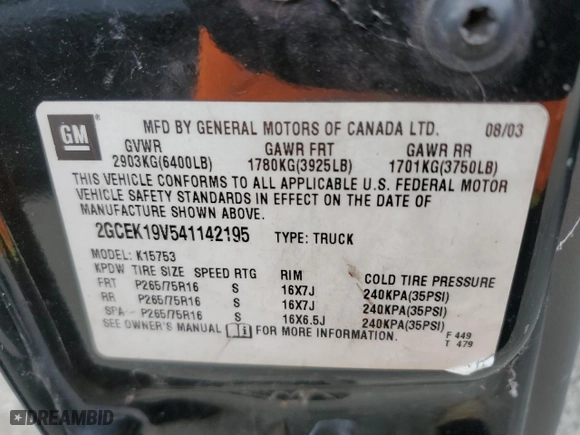 GM
MFD BY GENERAL MOTORS OF CANADA LTD. 08/03
GVWR GAWR FRT GAWR RR
2903KG(6400LB) 1780KG(3925LB) 1701KG(3750LB)
THIS VEHICLE CONFORMS TO ALL APPLICABLE U.S. FEDERAL MOTOR
VEHICLE SAFETY STANDARDS IN EFFECT ON THE DATE OF
MANUFACTURE SHOWN ABOVE.
2GCEK19V541142195 TYPE: TRUCK
MODEL: K15753
KPDW TIRE SIZE SPEED RTG RIM COLD TIRE PRESSURE
FRT P265/75R16 S 16X7J 240KPA(35PSI)
RR P265/75R16 S 16X7J 240KPA(35PSI)
SPA P265/75R16 S 16X6.5J 240KPA(35PSI)
SEE OWNER'S MANUAL FOR MORE INFORMATION.
F 449
T 479
DREAMBID